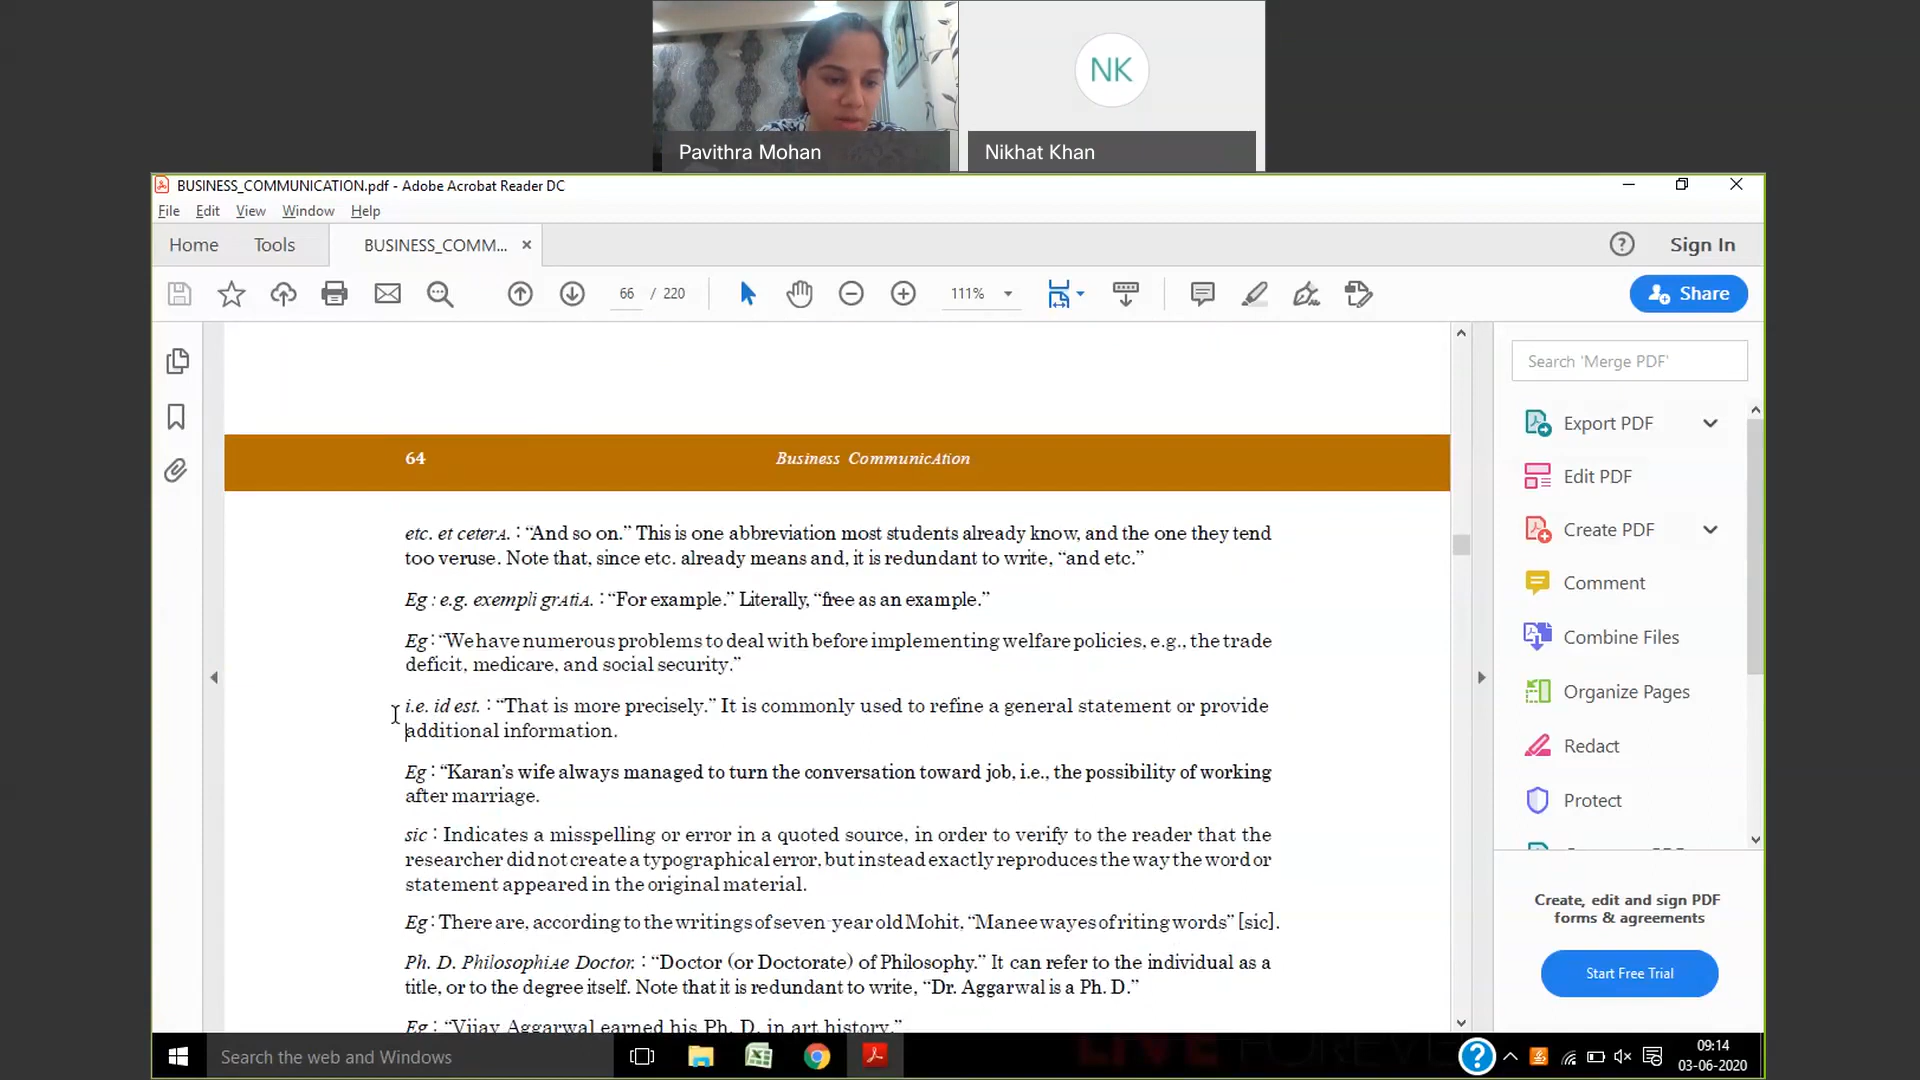 NK
Pavithra Mohan
Nikhat Khan
BUSINESS_COMMUNICATION.pdf - Adobe Acrobat Reader DC
File Edit View Window Help
Home Tools BUSINESS_COMM... × ? Sign In
66 / 220 111% Share
Search 'Merge PDF'
Export PDF
Edit PDF
Create PDF
Comment
Combine Files
Organize Pages
Redact
Protect
Create, edit and sign PDF
forms & agreements
Start Free Trial
64 Business CommunicAtion
etc. et ceterA. : “And so on.” This is one abbreviation most students already know, and the one they tend
too veruse. Note that, since etc. already means and, it is redundant to write, “and etc.”
Eg : e.g. exempli grAtiA. : “For example.” Literally, “free as an example.”
Eg : “We have numerous problems to deal with before implementing welfare policies, e.g., the trade
deficit, medicare, and social security.”
i.e. id est. : “That is more precisely.” It is commonly used to refine a general statement or provide
additional information.
Eg : “Karan’s wife always managed to turn the conversation toward job, i.e., the possibility of working
after marriage.
sic : Indicates a misspelling or error in a quoted source, in order to verify to the reader that the
researcher did not create a typographical error, but instead exactly reproduces the way the word or
statement appeared in the original material.
Eg : There are, according to the writings of seven-year old Mohit, “Manee wayes of riting words” [sic].
Ph. D. PhilosophiAe Doctor. : “Doctor (or Doctorate) of Philosophy.” It can refer to the individual as a
title, or to the degree itself. Note that it is redundant to write, “Dr. Aggarwal is a Ph. D.”
Eg : “Vijay Aggarwal earned his Ph. D. in art history.”
Search the web and Windows
09:14
03-06-2020